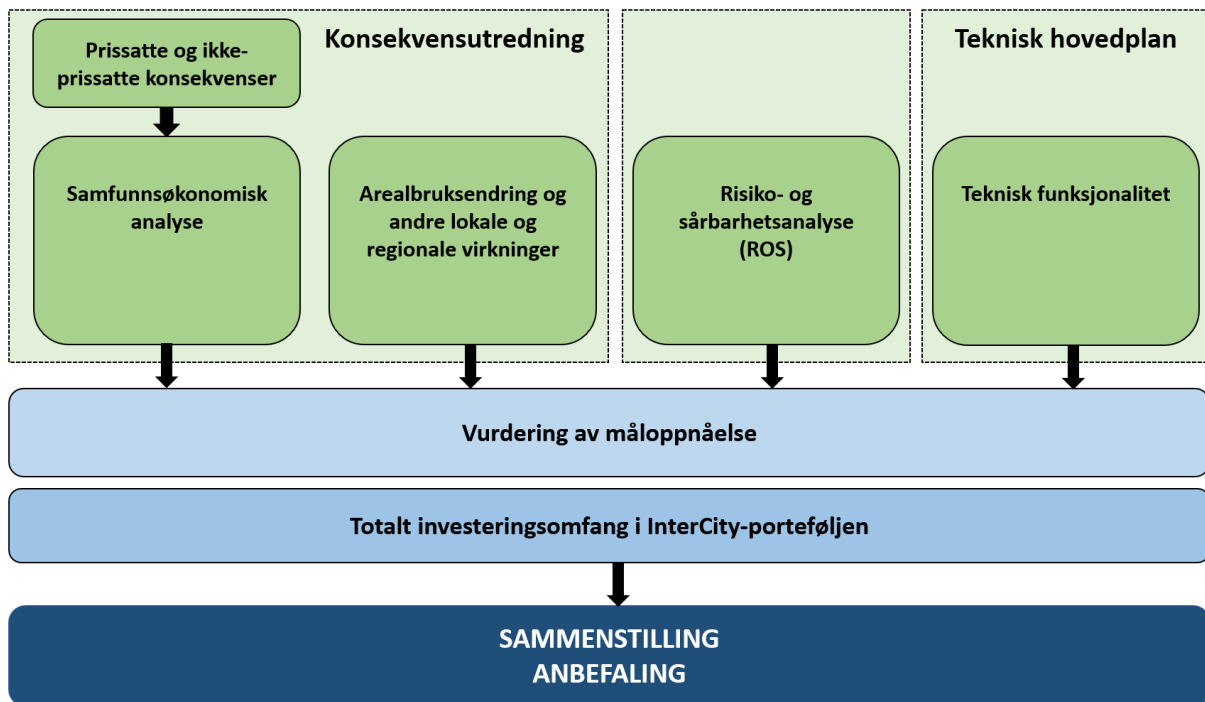 Konsekvensutredning
Teknisk hovedplan
Prissatte og ikke-
prissatte konsekvenser
Samfunnsøkonomisk
analyse
Arealbruksendring og
andre lokale og
regionale virkninger
Risiko- og
sårbarhetsanalyse
(ROS)
Teknisk funksjonalitet
Vurdering av måloppnåelse
Totalt investeringsomfang i InterCity-porteføljen
SAMMENSTILLING
ANBEFALING